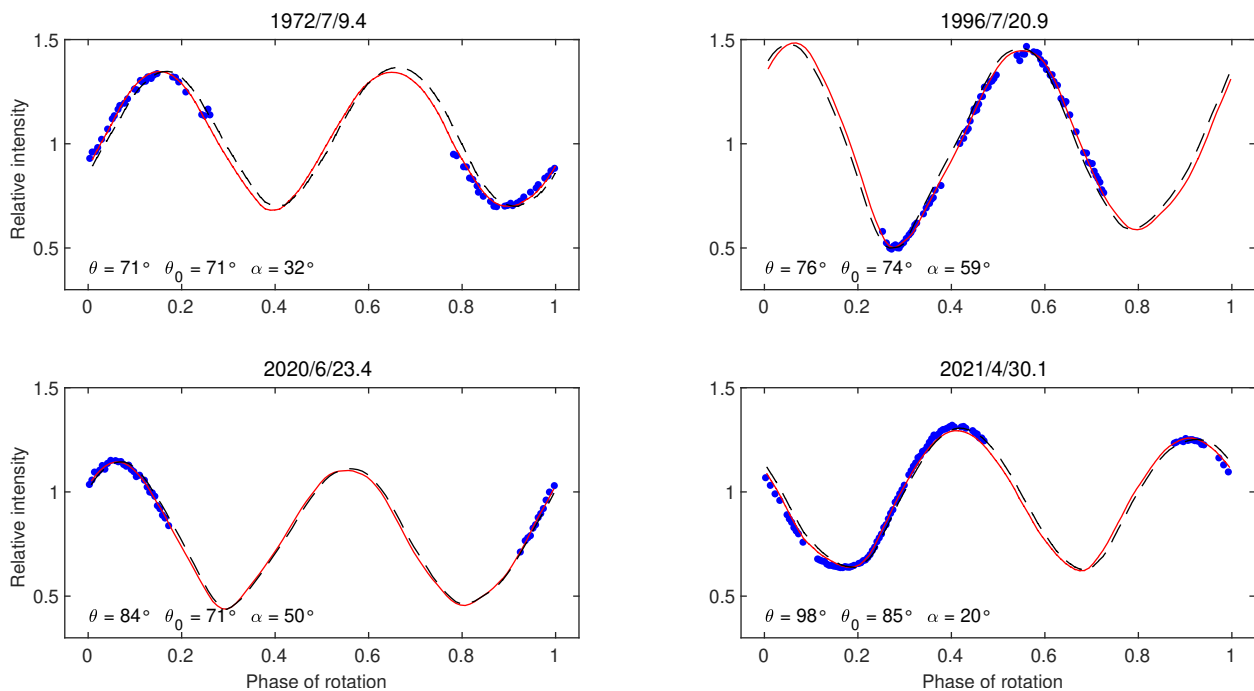 1972/7/9.4
1.5
1
0.5
Relative intensity
θ = 71° θ0 = 71° α = 32°
0 0.2 0.4 0.6 0.8 1
1996/7/20.9
1.5
1
0.5
θ = 76° θ0 = 74° α = 59°
0 0.2 0.4 0.6 0.8 1
2020/6/23.4
1.5
1
0.5
Relative intensity
θ = 84° θ0 = 71° α = 50°
0 0.2 0.4 0.6 0.8 1
Phase of rotation
2021/4/30.1
1.5
1
0.5
θ = 98° θ0 = 85° α = 20°
0 0.2 0.4 0.6 0.8 1
Phase of rotation